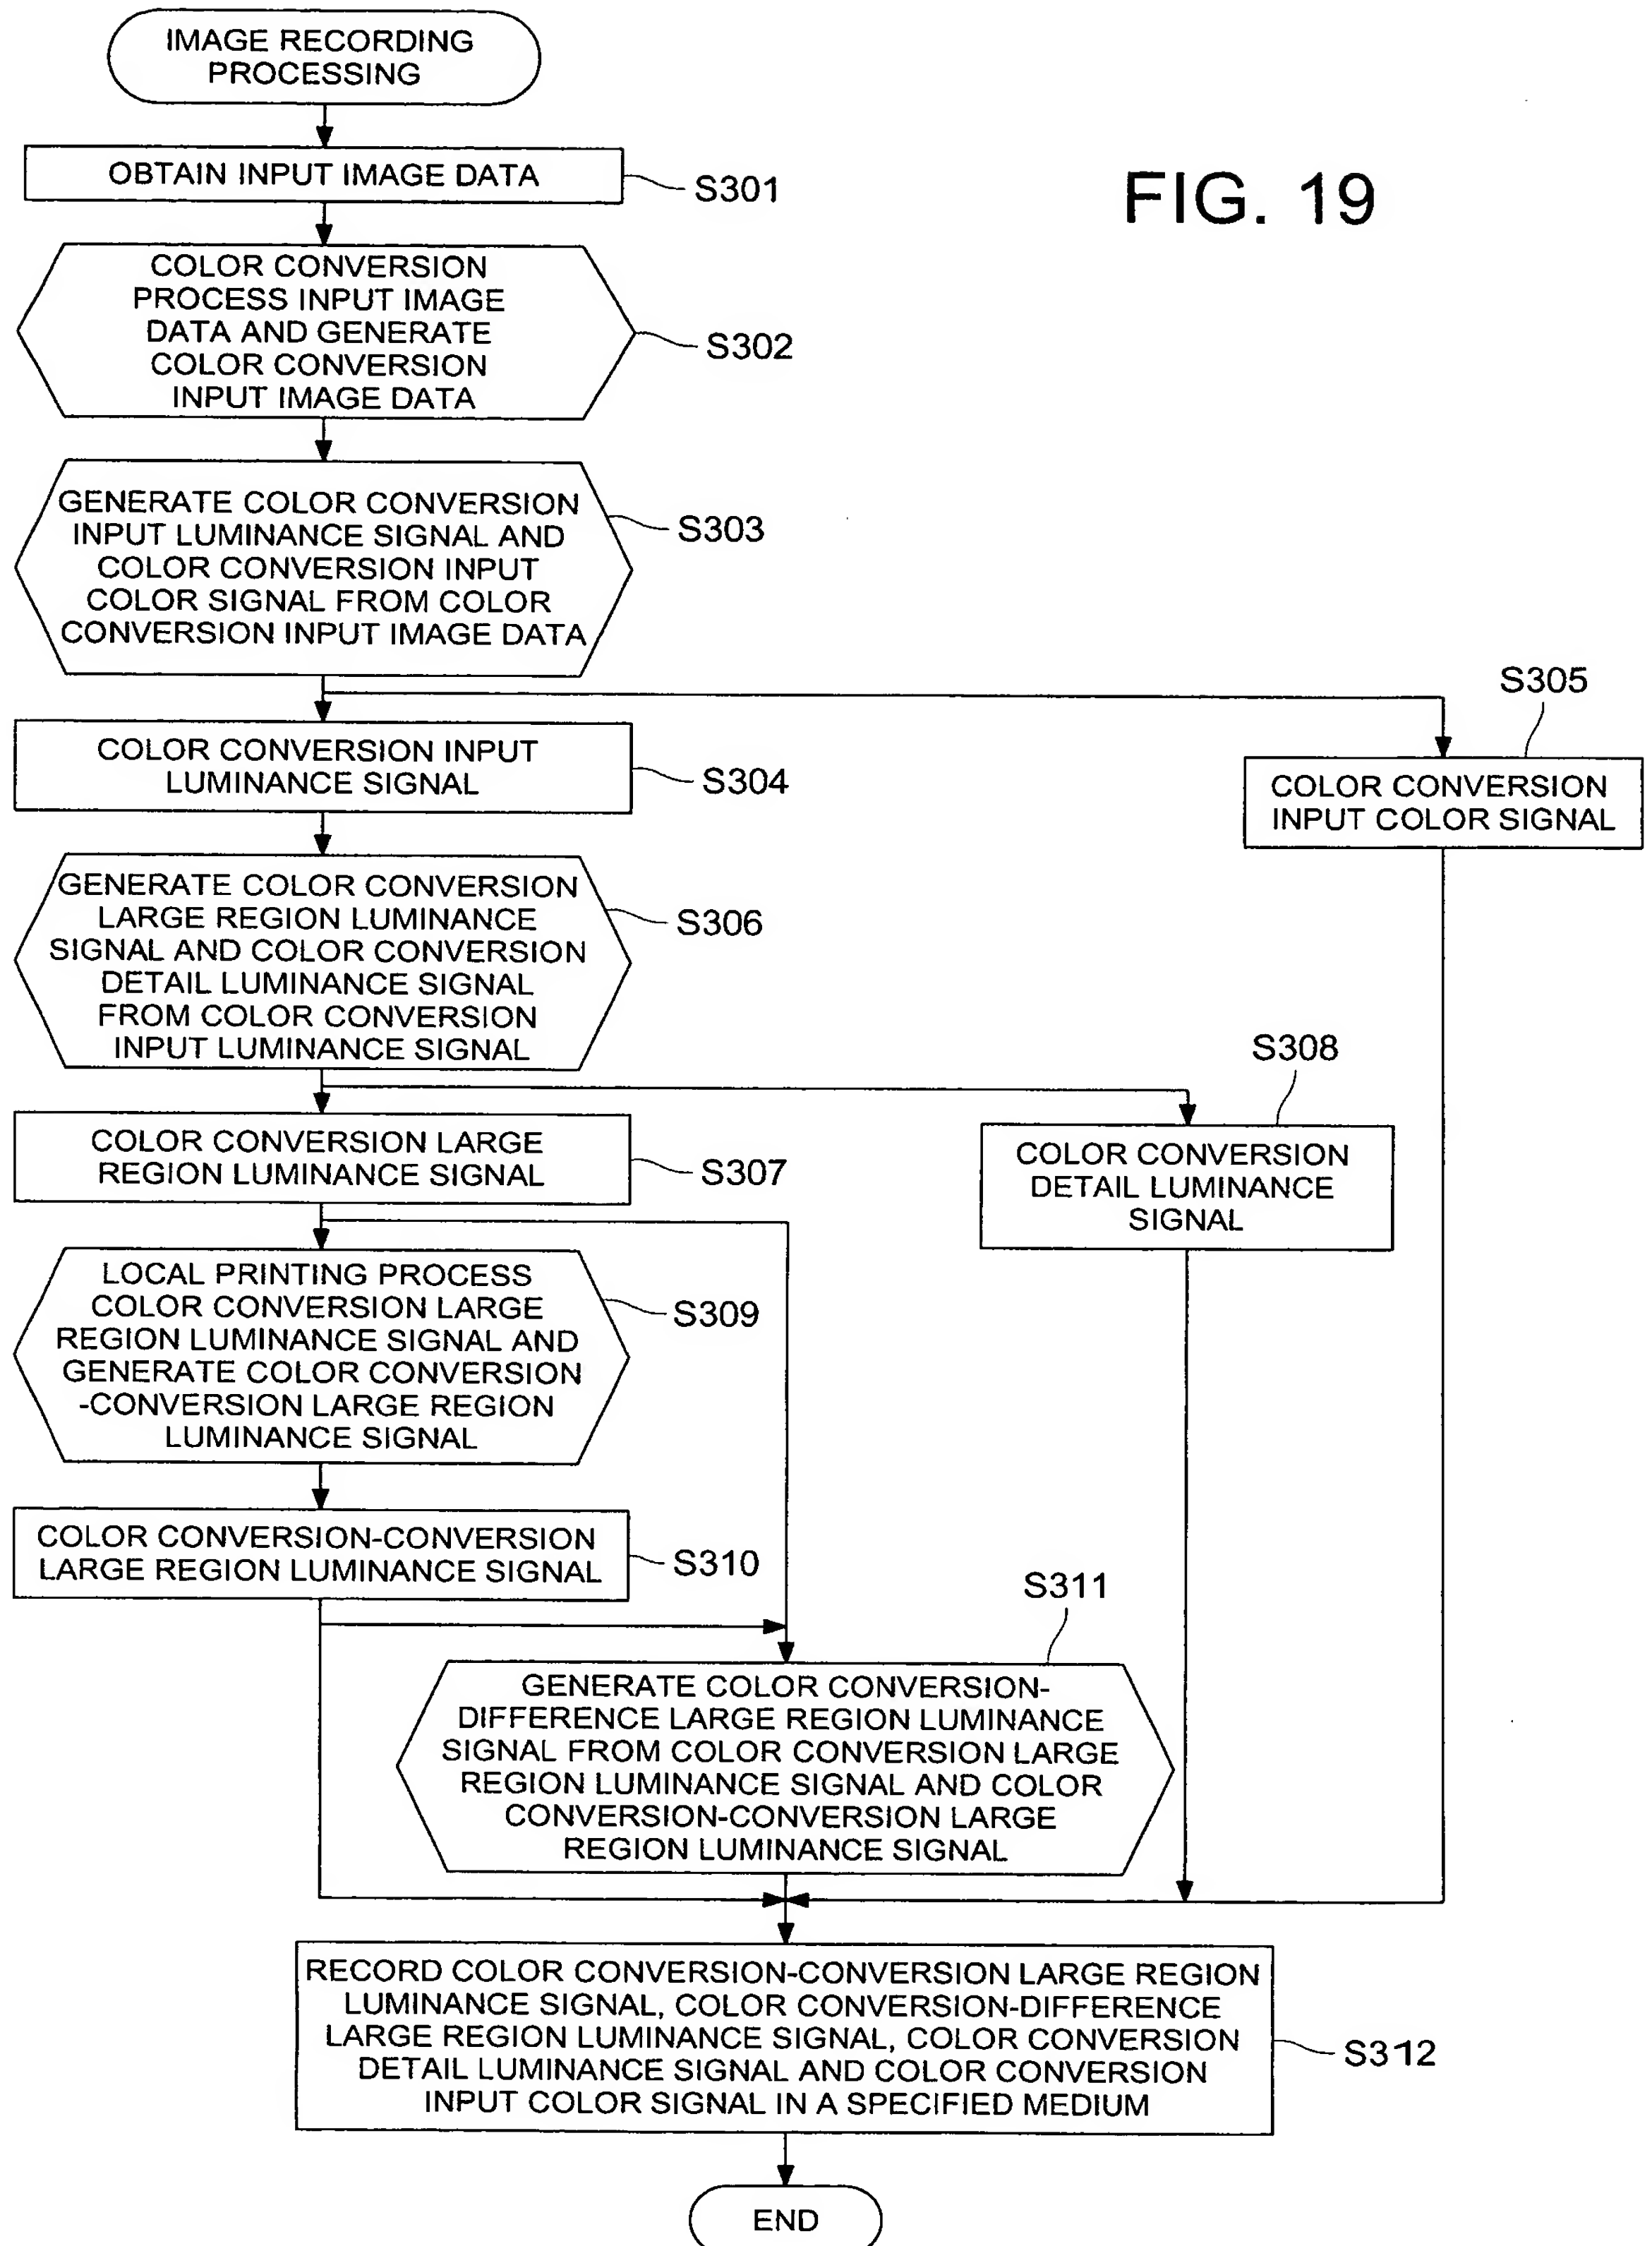 IMAGE RECORDING
PROCESSING
OBTAIN INPUT IMAGE DATA
S301
FIG. 19
COLOR CONVERSION
PROCESS INPUT IMAGE
DATA AND GENERATE
COLOR CONVERSION
INPUT IMAGE DATA
S302
GENERATE COLOR CONVERSION
INPUT LUMINANCE SIGNAL AND
COLOR CONVERSION INPUT
COLOR SIGNAL FROM COLOR
CONVERSION INPUT IMAGE DATA
S303
COLOR CONVERSION INPUT
LUMINANCE SIGNAL
S304
S305
COLOR CONVERSION
INPUT COLOR SIGNAL
GENERATE COLOR CONVERSION
LARGE REGION LUMINANCE
SIGNAL AND COLOR CONVERSION
DETAIL LUMINANCE SIGNAL
FROM COLOR CONVERSION
INPUT LUMINANCE SIGNAL
S306
COLOR CONVERSION LARGE
REGION LUMINANCE SIGNAL
S307
S308
COLOR CONVERSION
DETAIL LUMINANCE
SIGNAL
LOCAL PRINTING PROCESS
COLOR CONVERSION LARGE
REGION LUMINANCE SIGNAL AND
GENERATE COLOR CONVERSION
-CONVERSION LARGE REGION
LUMINANCE SIGNAL
S309
COLOR CONVERSION-CONVERSION
LARGE REGION LUMINANCE SIGNAL
S310
S311
GENERATE COLOR CONVERSION-
DIFFERENCE LARGE REGION LUMINANCE
SIGNAL FROM COLOR CONVERSION LARGE
REGION LUMINANCE SIGNAL AND COLOR
CONVERSION-CONVERSION LARGE
REGION LUMINANCE SIGNAL
RECORD COLOR CONVERSION-CONVERSION LARGE REGION
LUMINANCE SIGNAL, COLOR CONVERSION-DIFFERENCE
LARGE REGION LUMINANCE SIGNAL, COLOR CONVERSION
DETAIL LUMINANCE SIGNAL AND COLOR CONVERSION
INPUT COLOR SIGNAL IN A SPECIFIED MEDIUM
S312
END